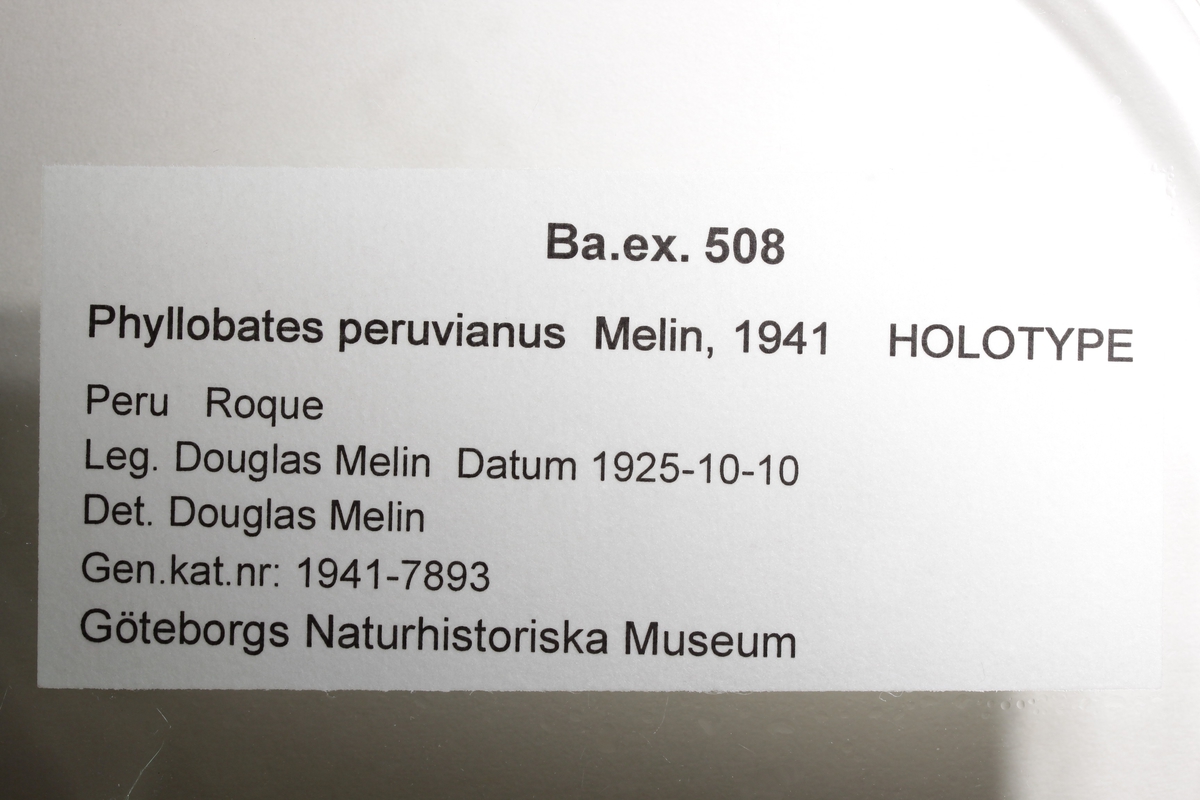 Ba.ex. 508
Phyllobates peruvianus Melin, 1941 HOLOTYPE
Peru Roque
Leg. Douglas Melin Datum 1925-10-10
Det. Douglas Melin
Gen.kat.nr: 1941-7893
Göteborgs Naturhistoriska Museum